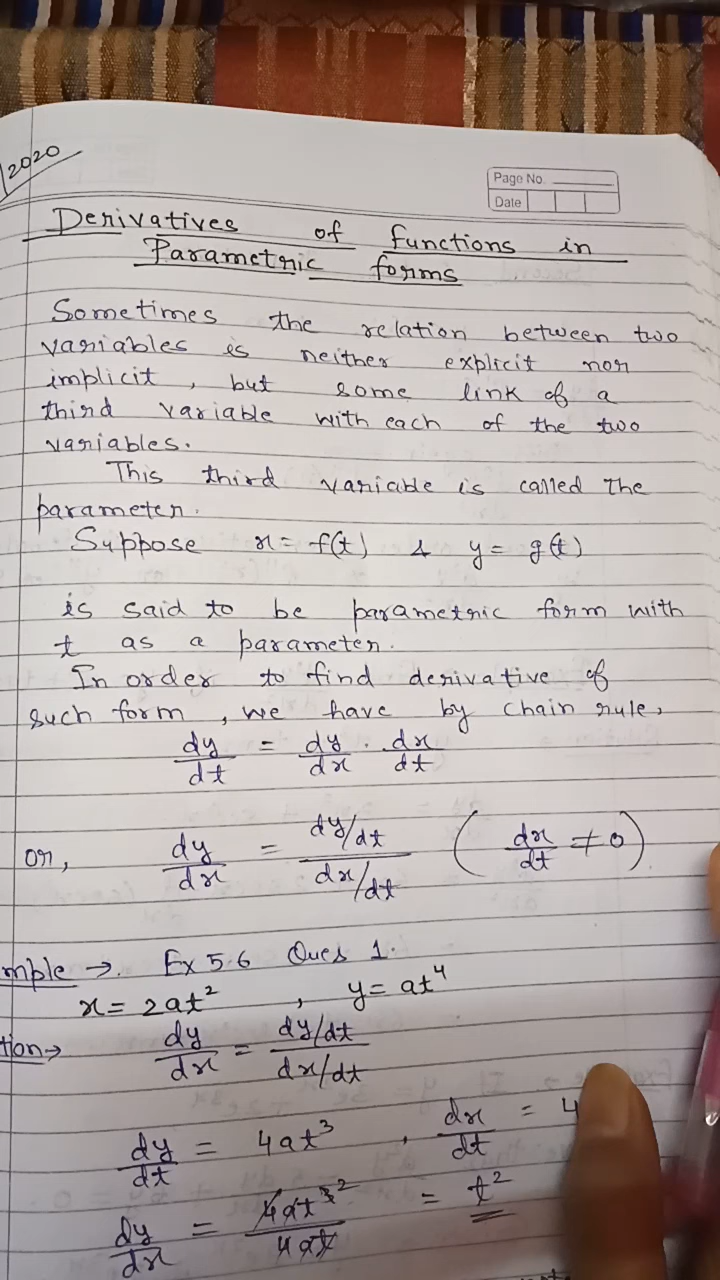 /2020
Page No.
Date
Derivatives of functions in
Parametric forms
Sometimes the relation between two
variables is neither explicit nor
implicit, but some link of a
third variable with each of the two
variables.
This third variable is called the
parameter.
Suppose x = f(t) & y = g(t)
is said to be parametric form with
t as a parameter.
In order to find derivative of
such form, we have by chain rule,
dy/dt = dy/dx . dx/dt
or, dy/dx = (dy/dt)/(dx/dt) (dx/dt ≠ 0)
mple → . Ex 5.6 Ques 1.
x = 2at², y = at⁴
tion → dy/dx = (dy/dt)/(dx/dt)
dy/dt = 4at³, dx/dt = 4
dy/dx = 4at³ ²/4at = t²